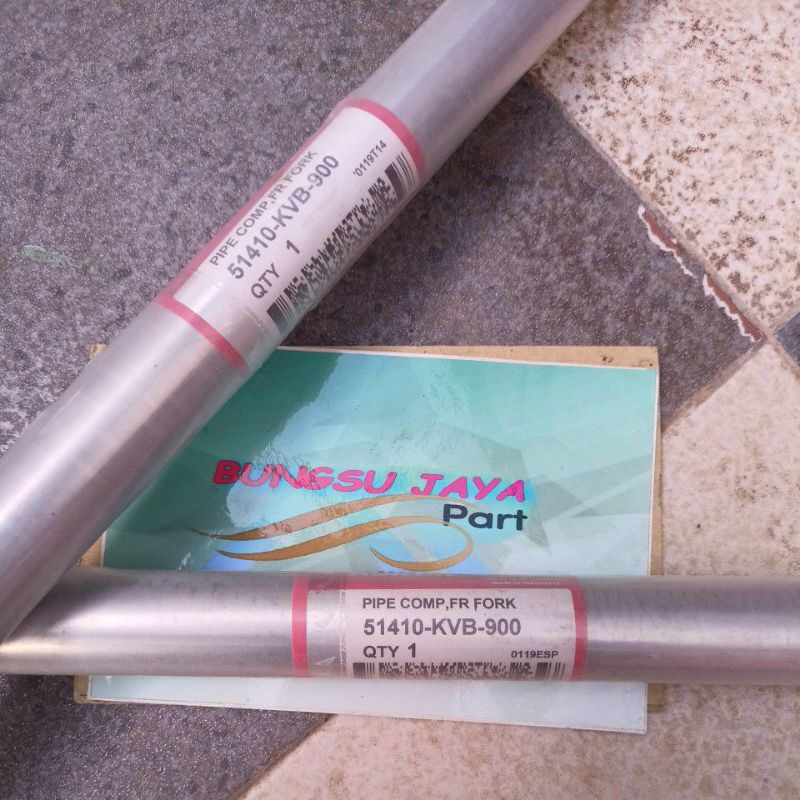 PIPE COMP,FR FORK
51410-KVB-900
QTY 1
'0119T14
BUNGSU JAYA
Part
PIPE COMP,FR FORK
51410-KVB-900
QTY 1
0119ESP